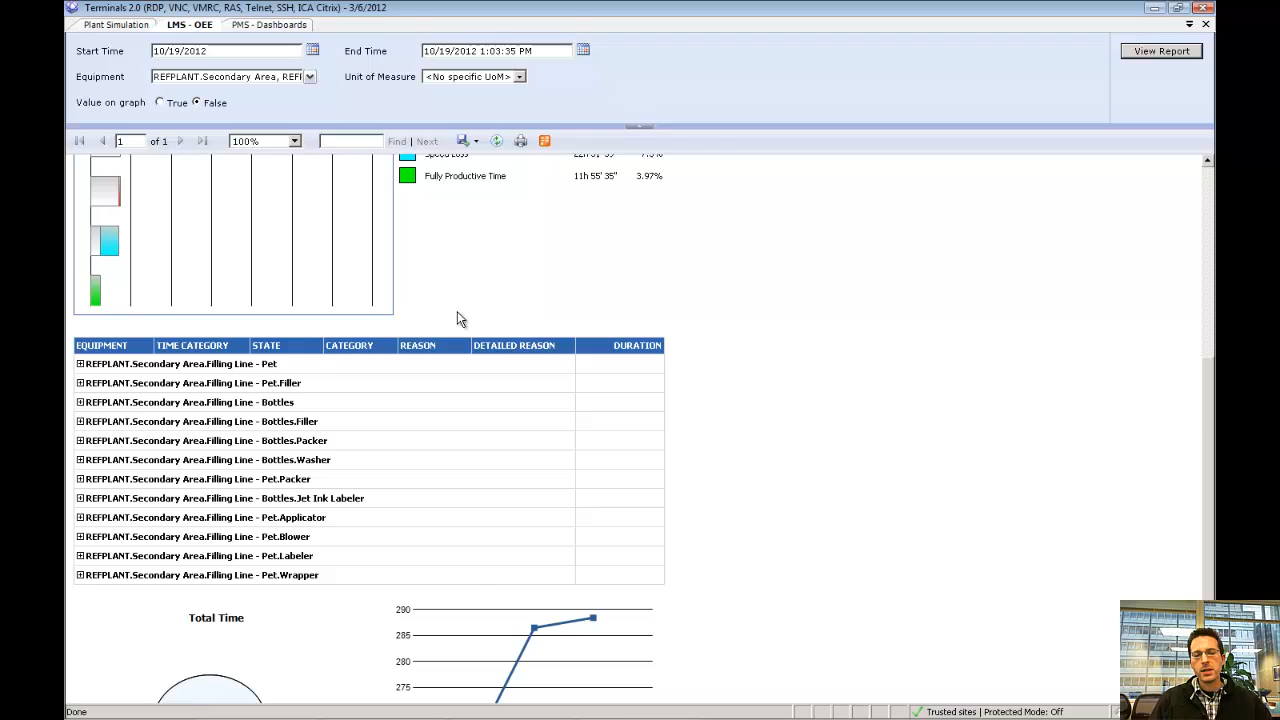 Terminals 2.0 (RDP, VNC, VMRC, RAS, Telnet, SSH, ICA Citrix) - 3/6/2012
Plant Simulation LMS - OEE PMS - Dashboards
Start Time 10/19/2012 End Time 10/19/2012 1:03:35 PM View Report
Equipment REFPLANT.Secondary Area, REFI Unit of Measure <No specific UoM>
Value on graph True False
1 of 1 100% Find | Next
Fully Productive Time 11h 55' 35" 3.97%
EQUIPMENT TIME CATEGORY STATE CATEGORY REASON DETAILED REASON DURATION
REFPLANT.Secondary Area.Filling Line - Pet
REFPLANT.Secondary Area.Filling Line - Pet.Filler
REFPLANT.Secondary Area.Filling Line - Bottles
REFPLANT.Secondary Area.Filling Line - Bottles.Filler
REFPLANT.Secondary Area.Filling Line - Bottles.Packer
REFPLANT.Secondary Area.Filling Line - Bottles.Washer
REFPLANT.Secondary Area.Filling Line - Pet.Packer
REFPLANT.Secondary Area.Filling Line - Bottles.Jet Ink Labeler
REFPLANT.Secondary Area.Filling Line - Pet.Applicator
REFPLANT.Secondary Area.Filling Line - Pet.Blower
REFPLANT.Secondary Area.Filling Line - Pet.Labeler
REFPLANT.Secondary Area.Filling Line - Pet.Wrapper
Total Time
290
285
280
275
Done Trusted sites | Protected Mode: Off